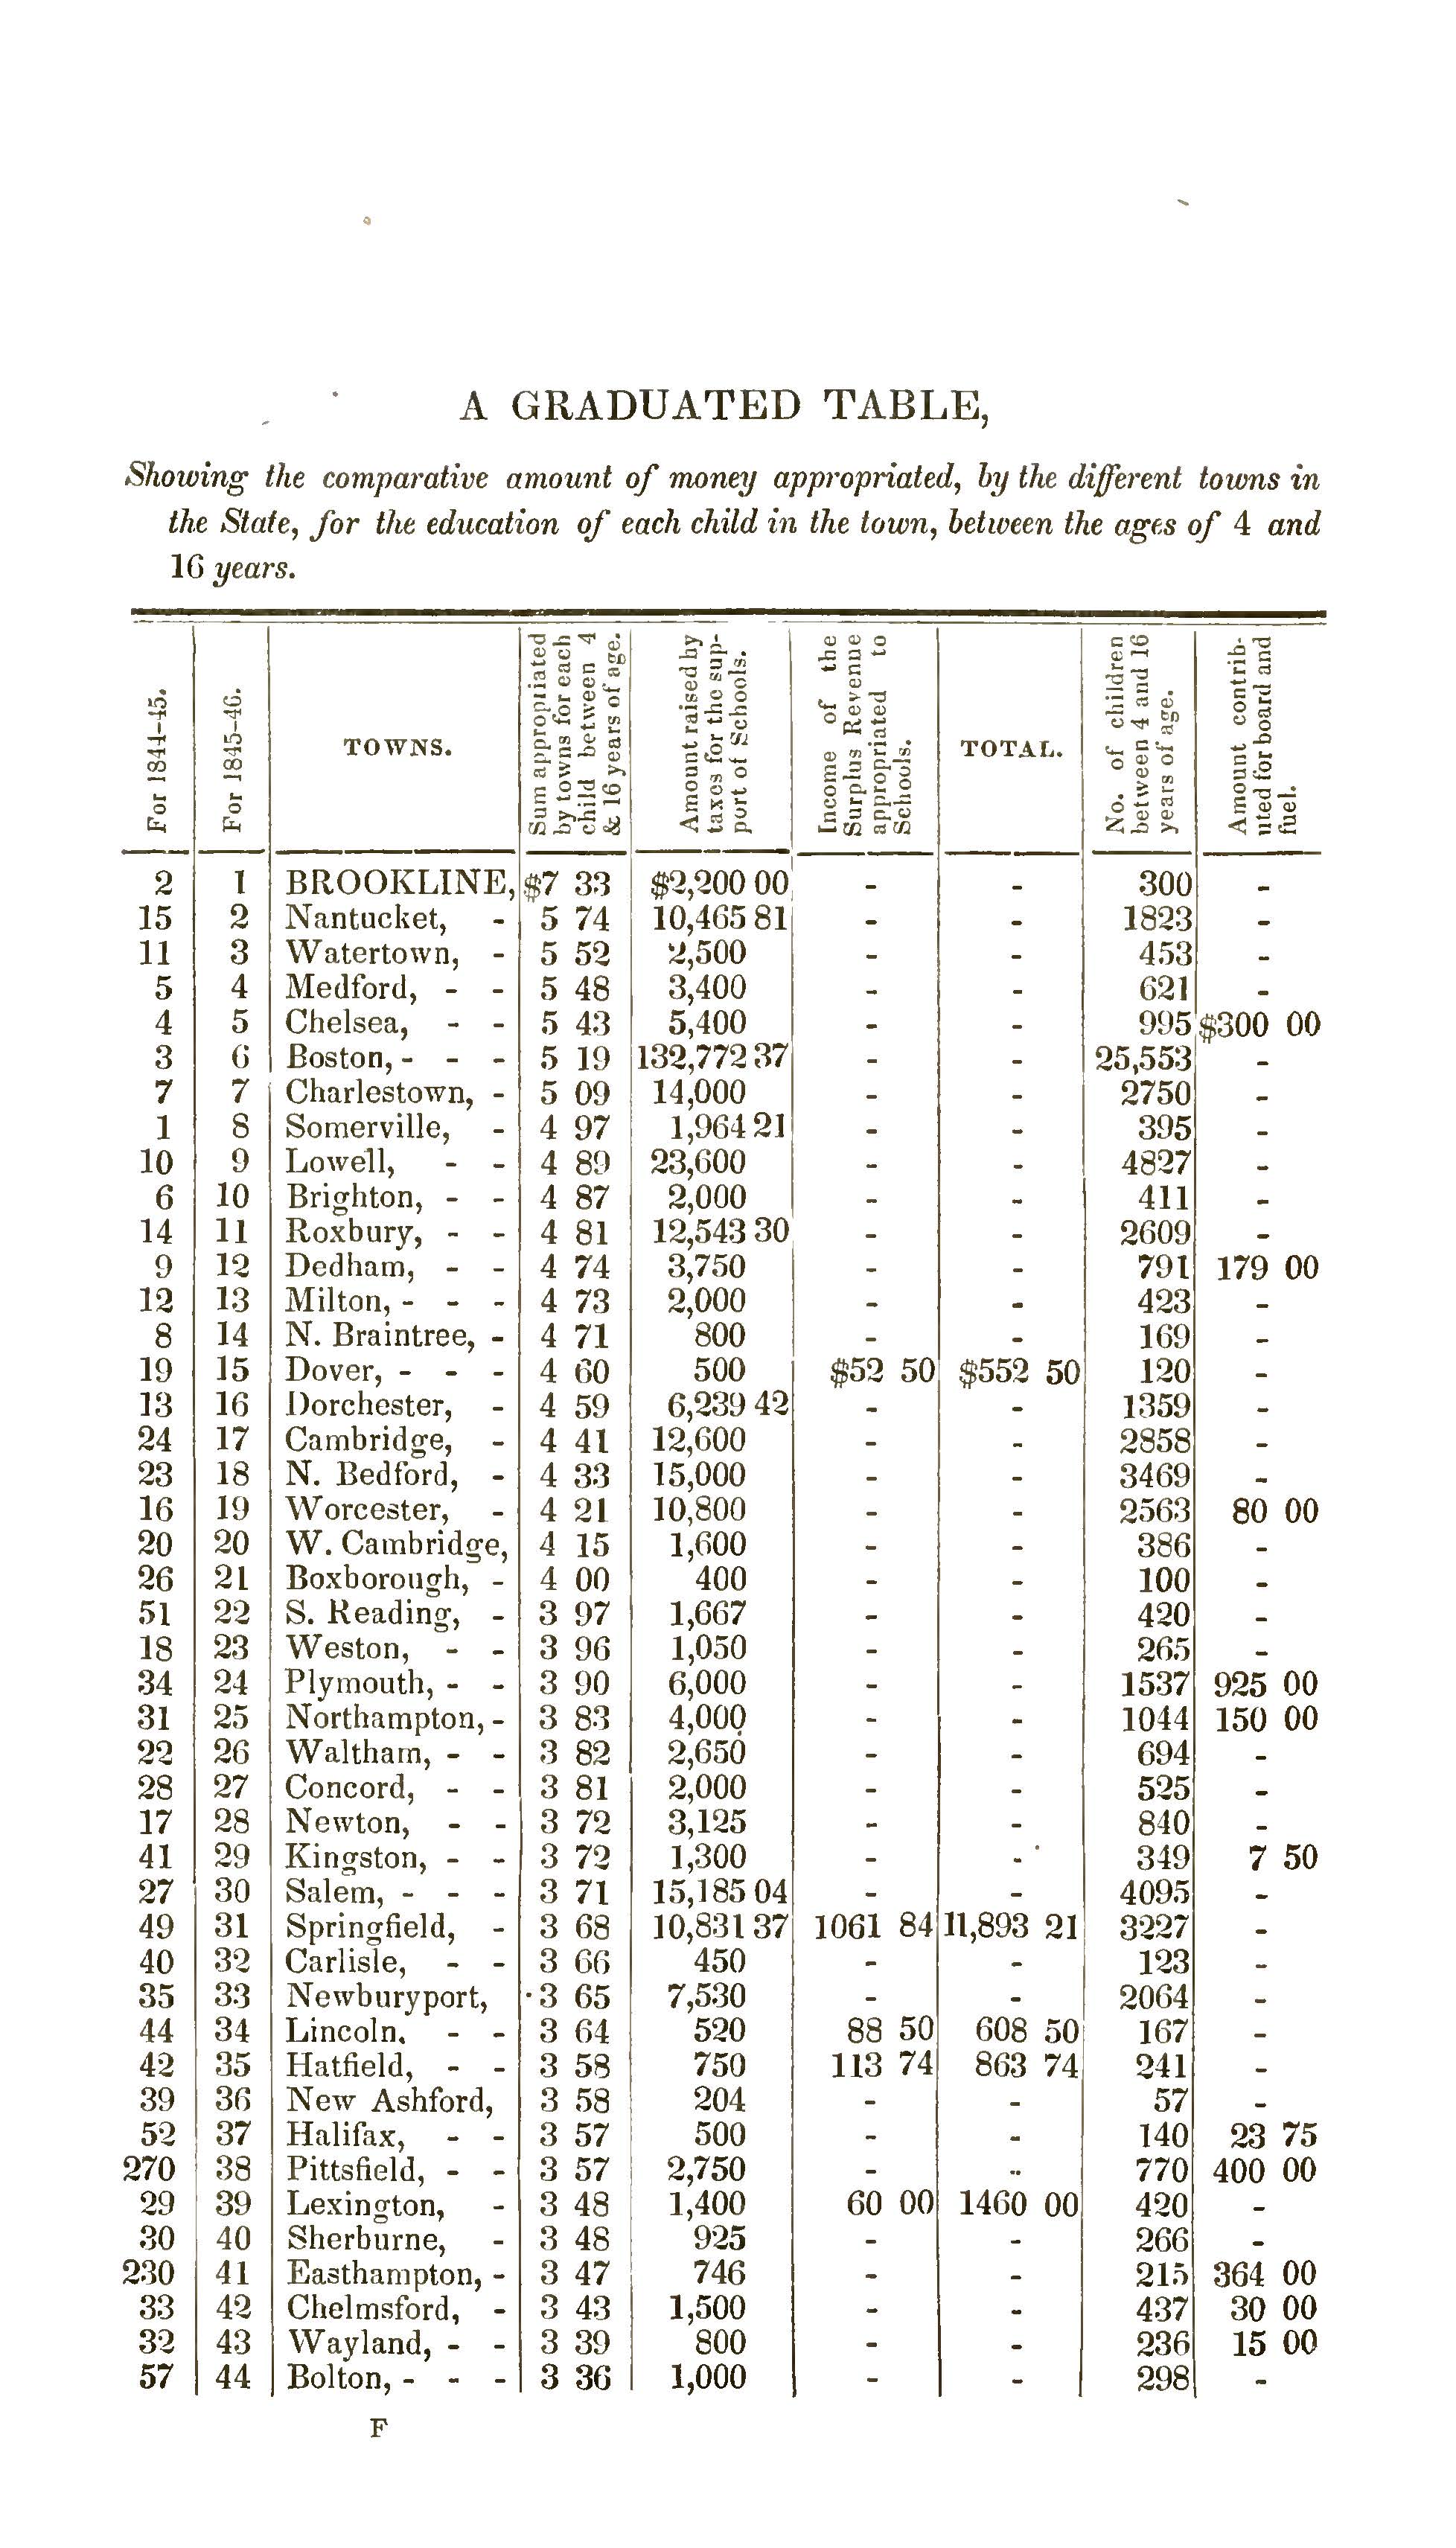 A GRADUATED TABLE,
Showing the comparative amount of money appropriated, by the different towns in
the State, for the education of each child in the town, between the ages of 4 and
16 years.
For 1844-45.
For 1845-46.
TOWNS.
Sum appropriated
by towns for each
child between 4
& 16 years of age.
Amount raised by
taxes for the sup-
port of Schools.
Income of the
Surplus Revenue
appropriated to
Schools.
TOTAL.
No. of children
between 4 and 16
years of age.
Amount contrib-
uted for board and
fuel.
2 1 BROOKLINE, $7 33 $2,200 00 - - 300 -
15 2 Nantucket, - 5 74 10,465 81 - - 1823 -
11 3 Watertown, - 5 52 2,500 - - 453 -
5 4 Medford, - - 5 48 3,400 - - 621 -
4 5 Chelsea, - - 5 43 5,400 - - 995 $300 00
3 6 Boston, - - - 5 19 132,772 37 - - 25,553 -
7 7 Charlestown, - 5 09 14,000 - - 2750 -
1 8 Somerville, - 4 97 1,964 21 - - 395 -
10 9 Lowell, - - 4 89 23,600 - - 4827 -
6 10 Brighton, - - 4 87 2,000 - - 411 -
14 11 Roxbury, - - 4 81 12,543 30 - - 2609 -
9 12 Dedham, - - 4 74 3,750 - - 791 179 00
12 13 Milton, - - - 4 73 2,000 - - 423 -
8 14 N. Braintree, - 4 71 800 - - 169 -
19 15 Dover, - - - 4 60 500 $52 50 $552 50 120 -
13 16 Dorchester, - 4 59 6,239 42 - - 1359 -
24 17 Cambridge, - 4 41 12,600 - - 2858 -
23 18 N. Bedford, - 4 33 15,000 - - 3469 -
16 19 Worcester, - 4 21 10,800 - - 2563 80 00
20 20 W. Cambridge, 4 15 1,600 - - 386 -
26 21 Boxborough, - 4 00 400 - - 100 -
51 22 S. Reading, - 3 97 1,667 - - 420 -
18 23 Weston, - - 3 96 1,050 - - 265 -
34 24 Plymouth, - - 3 90 6,000 - - 1537 925 00
31 25 Northampton, - 3 83 4,000 - - 1044 150 00
22 26 Waltham, - - 3 82 2,650 - - 694 -
28 27 Concord, - - 3 81 2,000 - - 525 -
17 28 Newton, - - 3 72 3,125 - - 840 -
41 29 Kingston, - - 3 72 1,300 - - 349 7 50
27 30 Salem, - - - 3 71 15,185 04 - - 4095 -
49 31 Springfield, - 3 68 10,831 37 1061 84 11,893 21 3227 -
40 32 Carlisle, - - 3 66 450 - - 123 -
35 33 Newburyport, 3 65 7,530 - - 2064 -
44 34 Lincoln. - - 3 64 520 88 50 608 50 167 -
42 35 Hatfield, - - 3 58 750 113 74 863 74 241 -
39 36 New Ashford, 3 58 204 - - 57 -
52 37 Halifax, - - 3 57 500 - - 140 23 75
270 38 Pittsfield, - - 3 57 2,750 - - 770 400 00
29 39 Lexington, - 3 48 1,400 60 00 1460 00 420 -
30 40 Sherburne, - 3 48 925 - - 266 -
230 41 Easthampton, - 3 47 746 - - 215 364 00
33 42 Chelmsford, - 3 43 1,500 - - 437 30 00
32 43 Wayland, - - 3 39 800 - - 236 15 00
57 44 Bolton, - - - 3 36 1,000 - - 298 -
F